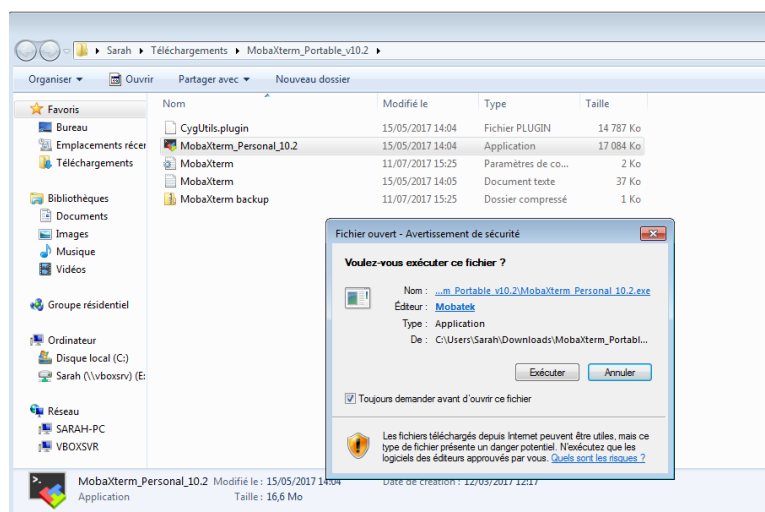 Sarah Téléchargements MobaXterm_Portable_v10.2
Organiser Ouvrir Partager avec Nouveau dossier
Favoris
Bureau
Emplacements récer
Téléchargements
Bibliothèques
Documents
Images
Musique
Vidéos
Groupe résidentiel
Ordinateur
Disque local (C:)
Sarah (\\vboxsrv) (E:
Réseau
SARAH-PC
VBOXSVR
Nom Modifié le Type Taille
CygUtils.plugin 15/05/2017 14:04 Fichier PLUGIN 14 787 Ko
MobaXterm_Personal_10.2 15/05/2017 14:04 Application 17 084 Ko
MobaXterm 11/07/2017 15:25 Paramètres de co... 2 Ko
MobaXterm 15/05/2017 14:05 Document texte 37 Ko
MobaXterm backup 11/07/2017 15:25 Dossier compressé 1 Ko
Fichier ouvert - Avertissement de sécurité
Voulez-vous exécuter ce fichier ?
Nom : ...m_Portable_v10.2\MobaXterm_Personal_10.2.exe
Éditeur : Mobatek
Type : Application
De : C:\Users\Sarah\Downloads\MobaXterm_Portabl...
Exécuter Annuler
Toujours demander avant d'ouvrir ce fichier
Les fichiers téléchargés depuis Internet peuvent être utiles, mais ce
type de fichier présente un danger potentiel. N'exécutez que les
logiciels des éditeurs approuvés par vous. Quels sont les risques ?
MobaXterm_Personal_10.2 Modifié le : 15/05/2017 14:04 Date de création : 12/05/2017 12:17
Application Taille : 16,6 Mo